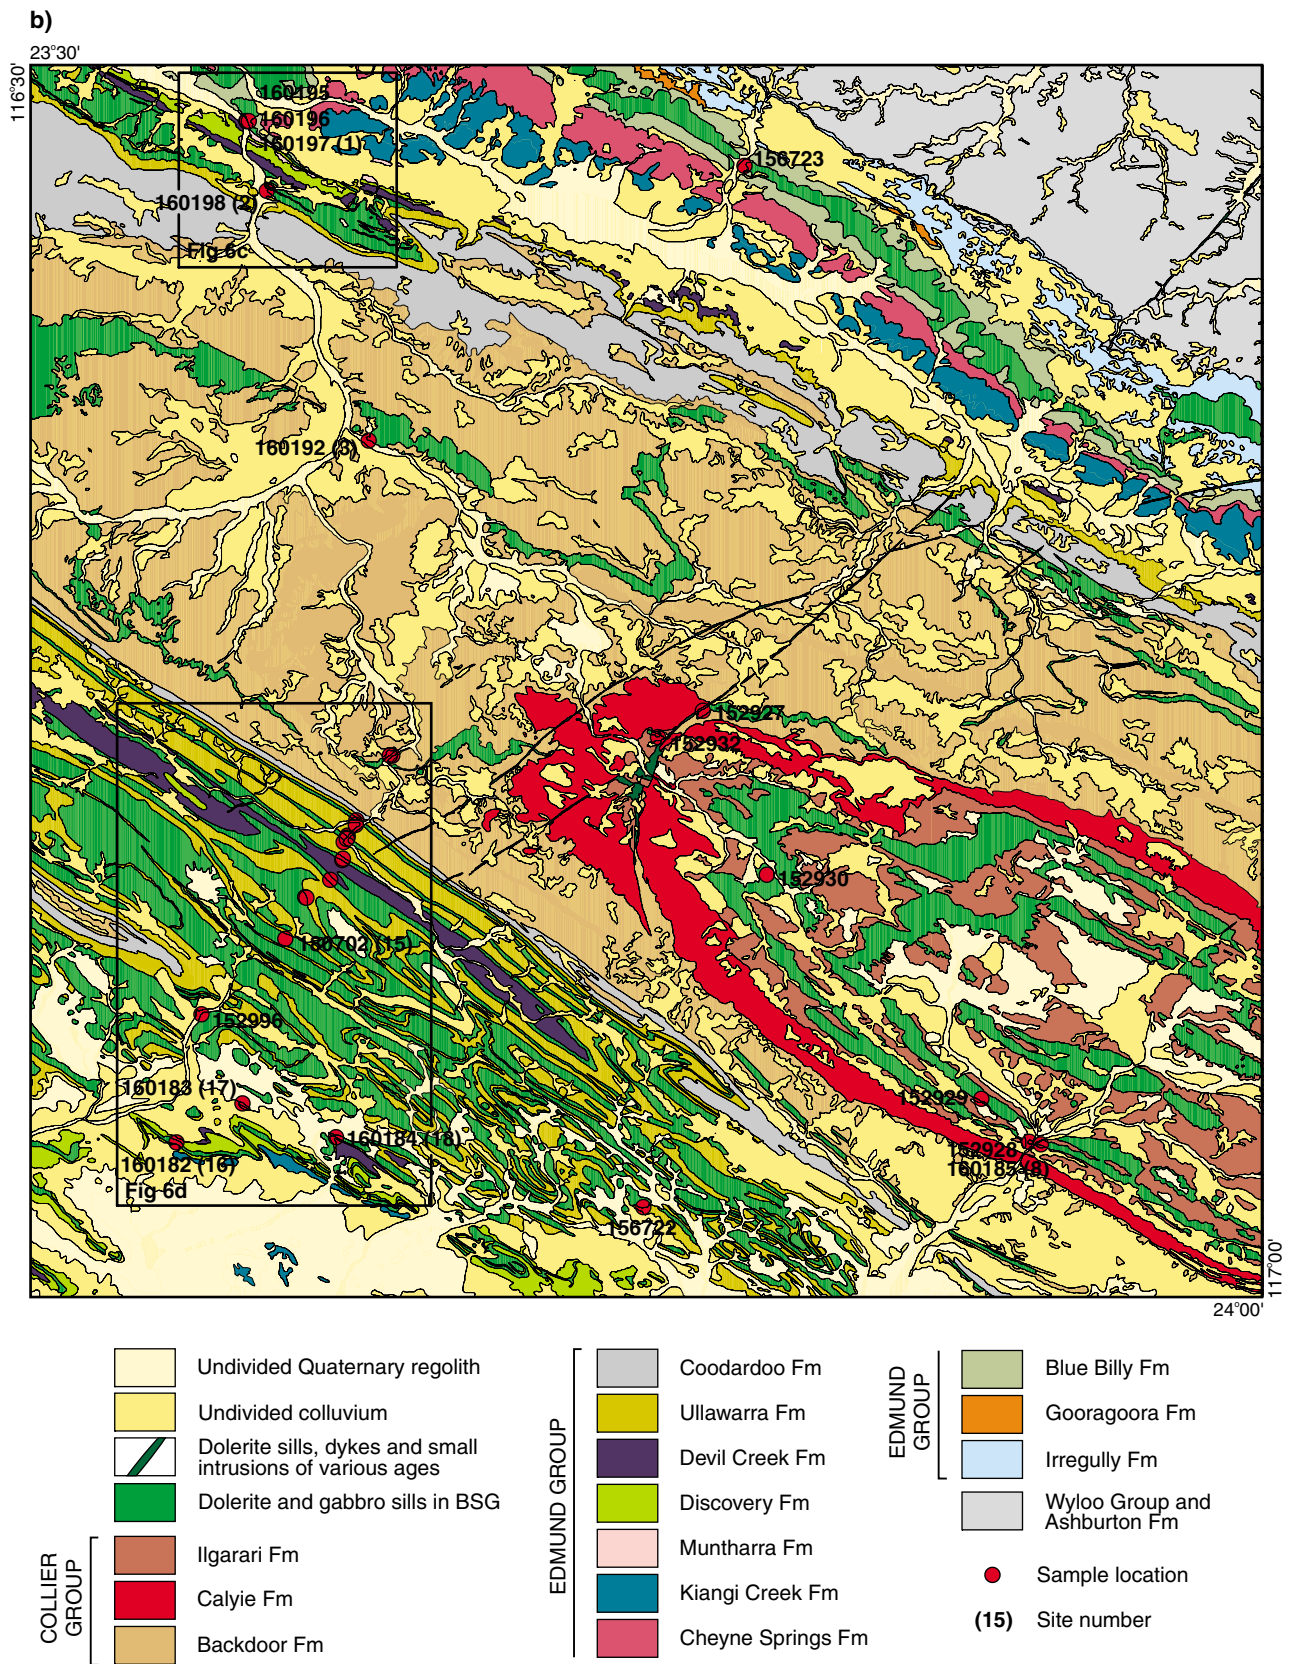 b)
23°30'
116°30'
160195
160196
160197 (1)
156723
160198 (2)
Fig 6c
160192 (3)
152927
152932
152930
180702 (15)
152996
160183 (17)
152929
160184 (18)
152928
160182 (16)
160185 (8)
Fig 6d
156722
117°00'
24°00'
Undivided Quaternary regolith
Undivided colluvium
Dolerite sills, dykes and small
intrusions of various ages
Dolerite and gabbro sills in BSG
COLLIER
GROUP
Ilgarari Fm
Calyie Fm
Backdoor Fm
EDMUND GROUP
Coodardoo Fm
Ullawarra Fm
Devil Creek Fm
Discovery Fm
Muntharra Fm
Kiangi Creek Fm
Cheyne Springs Fm
EDMUND
GROUP
Blue Billy Fm
Gooragoora Fm
Irregully Fm
Wyloo Group and
Ashburton Fm
Sample location
(15) Site number